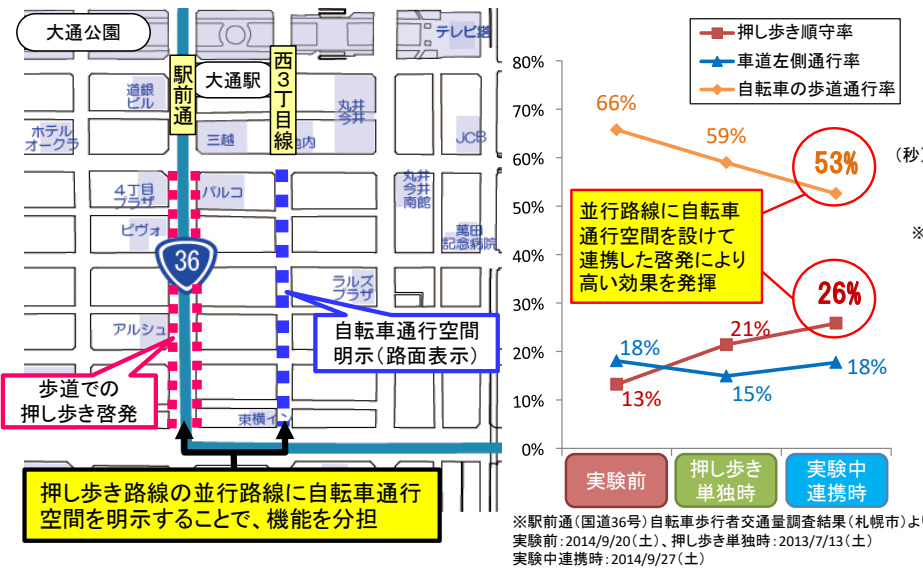 大通公園
テレビ塔
駅前通
大通駅
西3丁目線
道銀
ビル
丸井
今井
ホテル
オークラ
三越
JCB
4丁目
プラザ
パルコ
丸井
今井
南館
ピヴォ
萬田
記念病院
36
ラルズ
プラザ
アルシュ
自転車通行空間
明示(路面表示)
歩道での
押し歩き啓発
東横イン
押し歩き路線の並行路線に自転車通行
空間を明示することで、機能を分担
押し歩き順守率
車道左側通行率
自転車の歩道通行率
80%
70%
60%
50%
40%
30%
20%
10%
0%
66%
59%
53%
(秒)
※
並行路線に自転車
通行空間を設けて
連携した啓発により
高い効果を発揮
26%
21%
13%
18%
15%
18%
実験前
押し歩き
単独時
実験中
連携時
※駅前通(国道36号)自転車歩行者交通量調査結果(札幌市)より
実験前:2014/9/20(土)、押し歩き単独時:2013/7/13(土)
実験中連携時:2014/9/27(土)